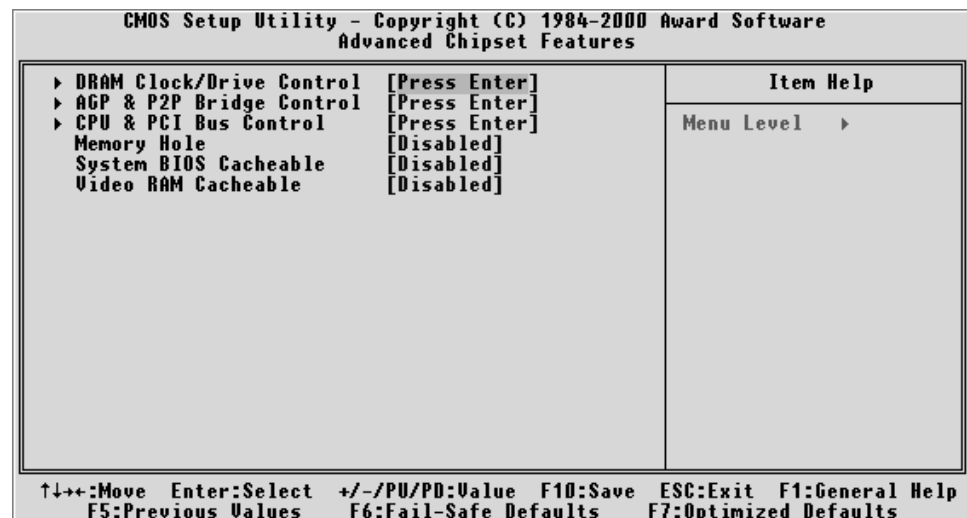 CMOS Setup Utility - Copyright (C) 1984-2000 Award Software
Advanced Chipset Features
▸ DRAM Clock/Drive Control [Press Enter]
▸ AGP & P2P Bridge Control [Press Enter]
▸ CPU & PCI Bus Control [Press Enter]
Memory Hole [Disabled]
System BIOS Cacheable [Disabled]
Video RAM Cacheable [Disabled]
Item Help
Menu Level ▸
↑↓→←:Move Enter:Select +/-/PU/PD:Value F10:Save ESC:Exit F1:General Help
F5:Previous Values F6:Fail-Safe Defaults F7:Optimized Defaults